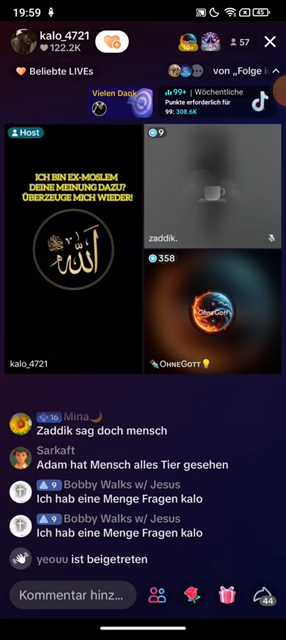 19:59
45
kalo_4721
122.2K
57
Beliebte LIVEs
von „Folge
Vielen Dank
99+ | Wöchentliche
Punkte erforderlich für
99: 308.6K
Host
9
ICH BIN EX-MOSLEM
DEINE MEINUNG DAZU?
ÜBERZEUGE MICH WIEDER!
الله
zaddik.
358
OhneGott
kalo_4721
OHNEGOTT
16 Mina
Zaddik sag doch mensch
Sarkaft
Adam hat Mensch alles Tier gesehen
9 Bobby Walks w/ Jesus
Ich hab eine Menge Fragen kalo
9 Bobby Walks w/ Jesus
Ich hab eine Menge Fragen kalo
yeouu ist beigetreten
Kommentar hinz...
44